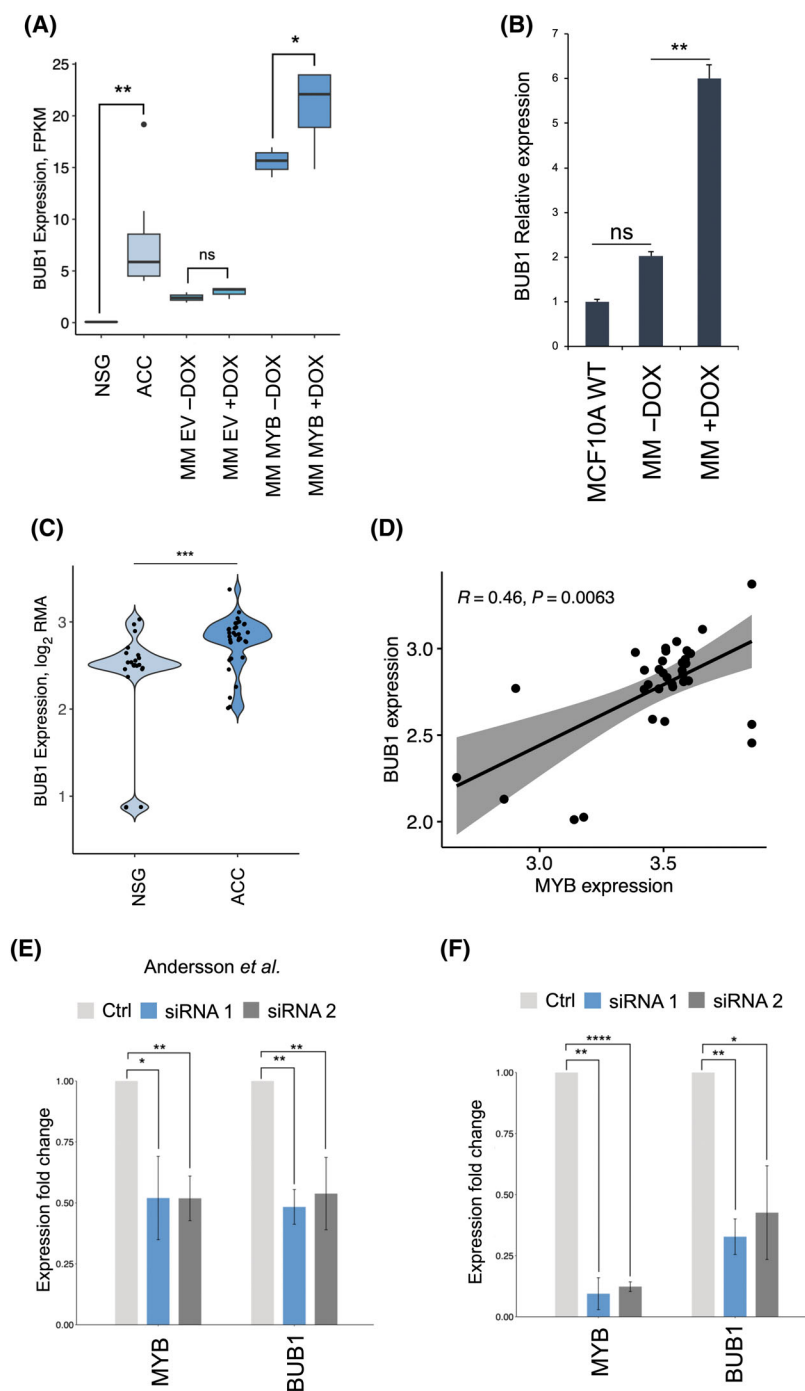 (A)
BUB1 Expression, FPKM
25
20
15
10
5
0
**
ns
*
NSG
ACC
MM EV –DOX
MM EV +DOX
MM MYB –DOX
MM MYB +DOX
(B)
BUB1 Relative expression
7
6
5
4
3
2
1
0
ns
**
MCF10A WT
MM –DOX
MM +DOX
(C)
BUB1 Expression, log2 RMA
3
2
1
***
NSG
ACC
(D)
R = 0.46, P = 0.0063
BUB1 expression
3.0
2.5
2.0
3.0
3.5
MYB expression
(E)
Andersson et al.
Ctrl
siRNA 1
siRNA 2
Expression fold change
1.00
0.75
0.50
0.25
0.00
**
*
**
**
MYB
BUB1
(F)
Ctrl
siRNA 1
siRNA 2
Expression fold change
1.00
0.75
0.50
0.25
0.00
****
**
*
**
MYB
BUB1